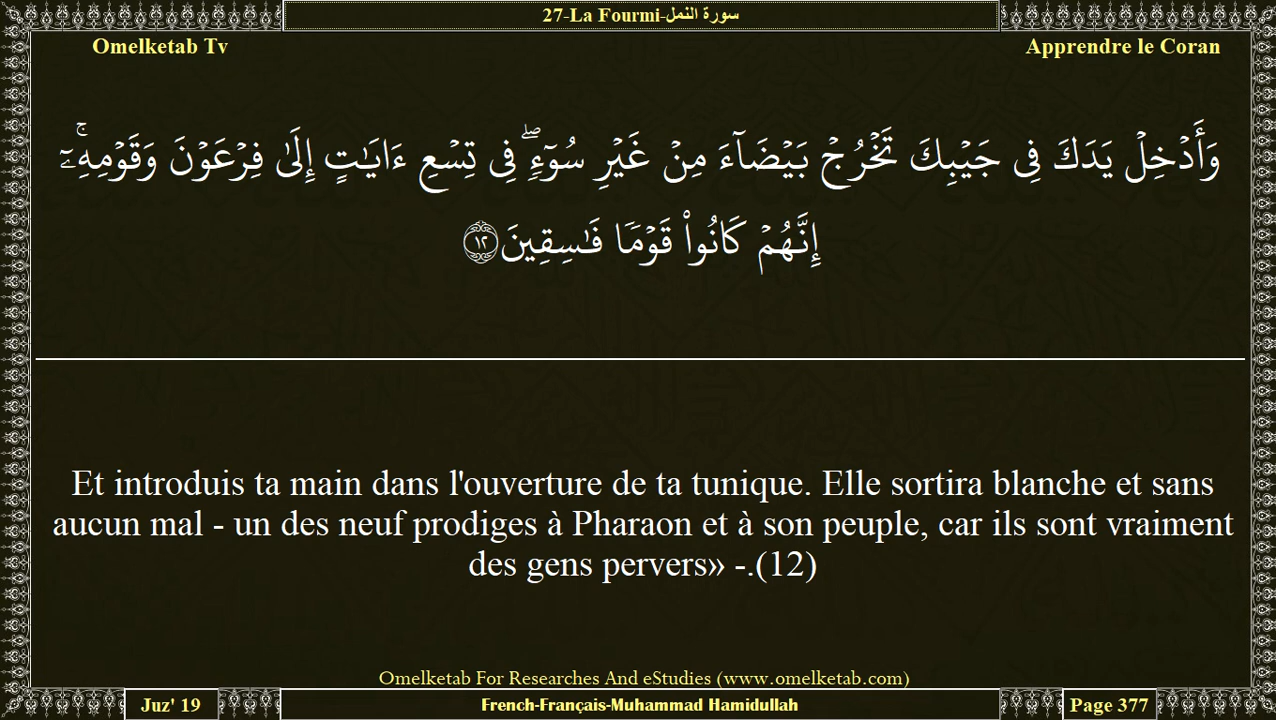 27-La Fourmi-سورة النمل
Omelketab Tv
Apprendre le Coran
وَأَدۡخِلۡ يَدَكَ فِي جَيۡبِكَ تَخۡرُجۡ بَيۡضَآءَ مِنۡ غَيۡرِ سُوٓءٖۖ فِي تِسۡعِ ءَايَٰتٍ إِلَىٰ فِرۡعَوۡنَ وَقَوۡمِهِۦٓۚ
إِنَّهُمۡ كَانُواْ قَوۡمٗا فَٰسِقِينَ ١٢
Et introduis ta main dans l'ouverture de ta tunique. Elle sortira blanche et sans
aucun mal - un des neuf prodiges à Pharaon et à son peuple, car ils sont vraiment
des gens pervers» -.(12)
Omelketab For Researches And eStudies (www.omelketab.com)
Juz' 19
French-Français-Muhammad Hamidullah
Page 377